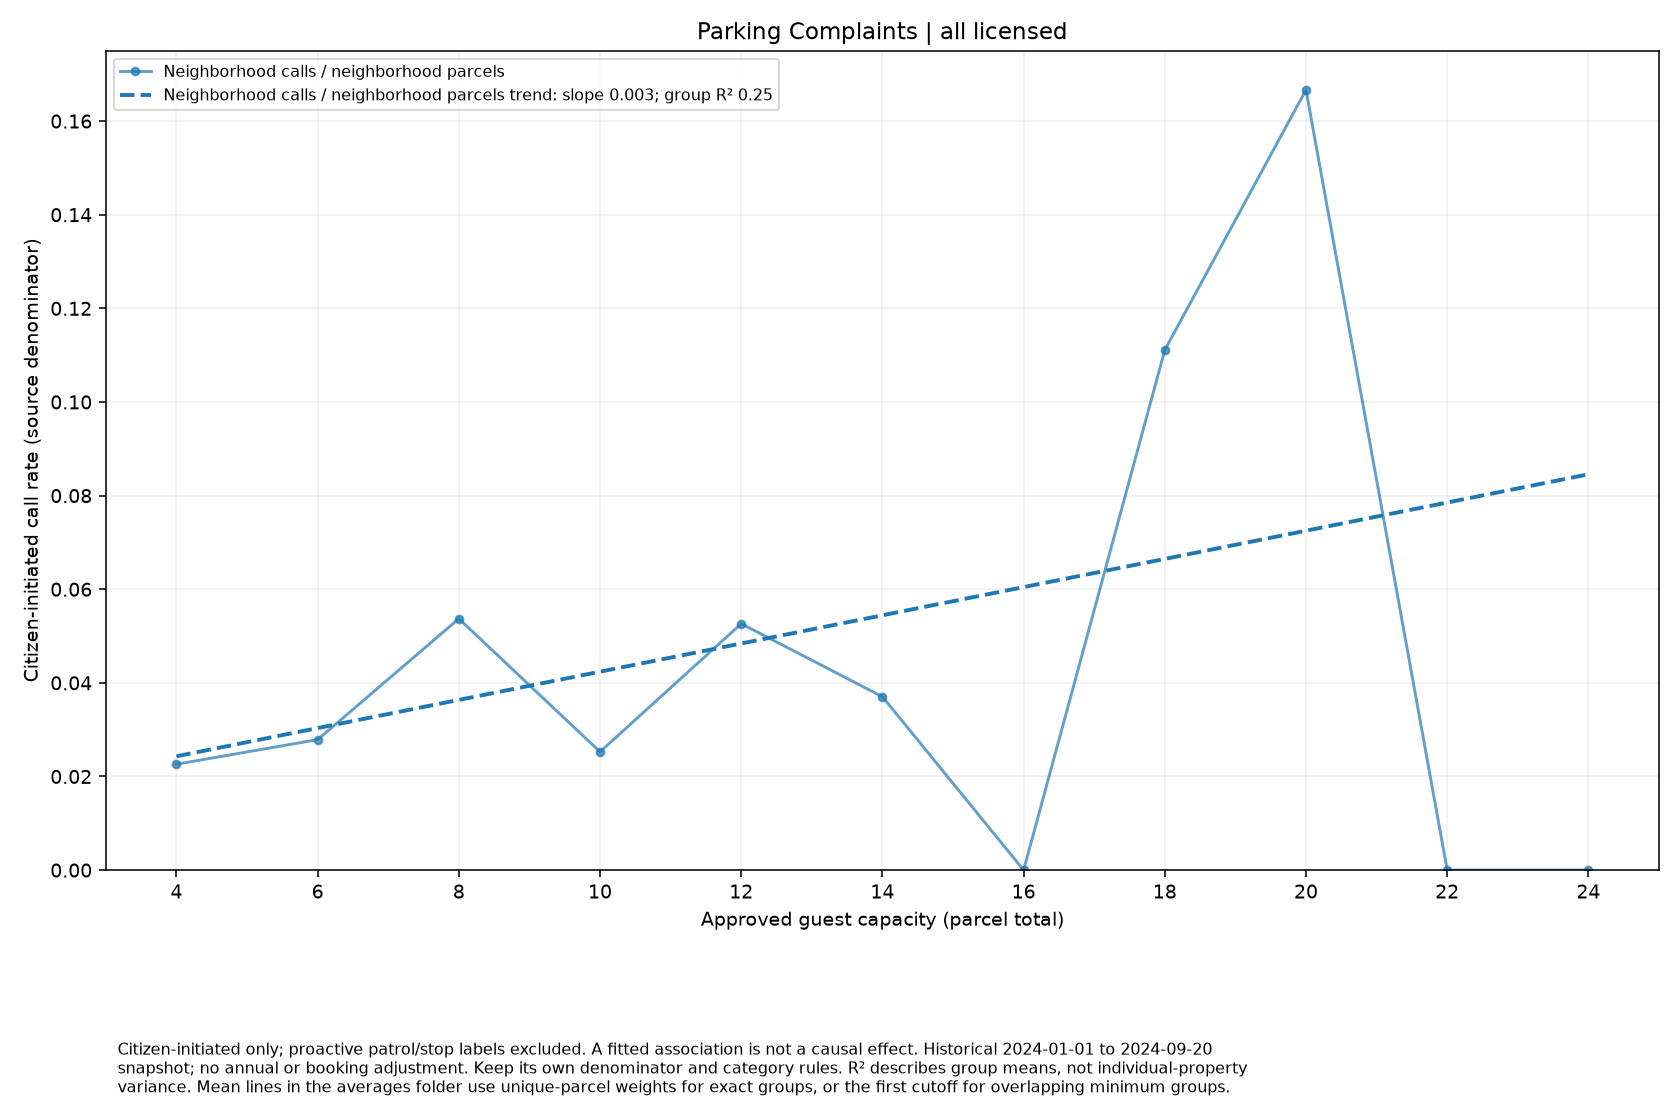 Parking Complaints | all licensed
Neighborhood calls / neighborhood parcels
Neighborhood calls / neighborhood parcels trend: slope 0.003; group R² 0.25
Citizen-initiated call rate (source denominator)
0.16
0.14
0.12
0.10
0.08
0.06
0.04
0.02
0.00
4 6 8 10 12 14 16 18 20 22 24
Approved guest capacity (parcel total)
Citizen-initiated only; proactive patrol/stop labels excluded. A fitted association is not a causal effect. Historical 2024-01-01 to 2024-09-20
snapshot; no annual or booking adjustment. Keep its own denominator and category rules. R² describes group means, not individual-property
variance. Mean lines in the averages folder use unique-parcel weights for exact groups, or the first cutoff for overlapping minimum groups.